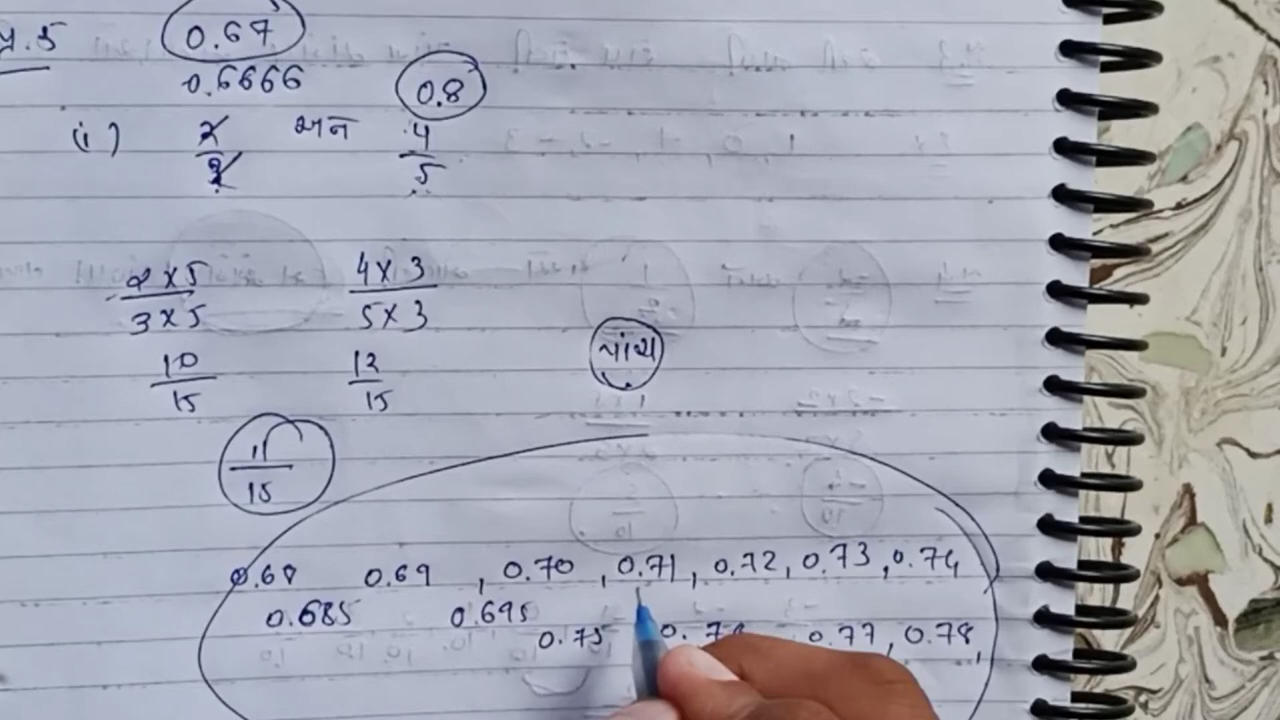 પ્ર.5 0.67
0.6666 0.8
(i) 2/3 અને 4/5
2 x 5 / 3 x 5 4 x 3 / 5 x 3
10/15 12/15
પાંચ
11/15
0.68 0.69 , 0.70 , 0.71 , 0.72 , 0.73 , 0.74
0.685 0.695
0.75 0.76 0.77 , 0.78 ,